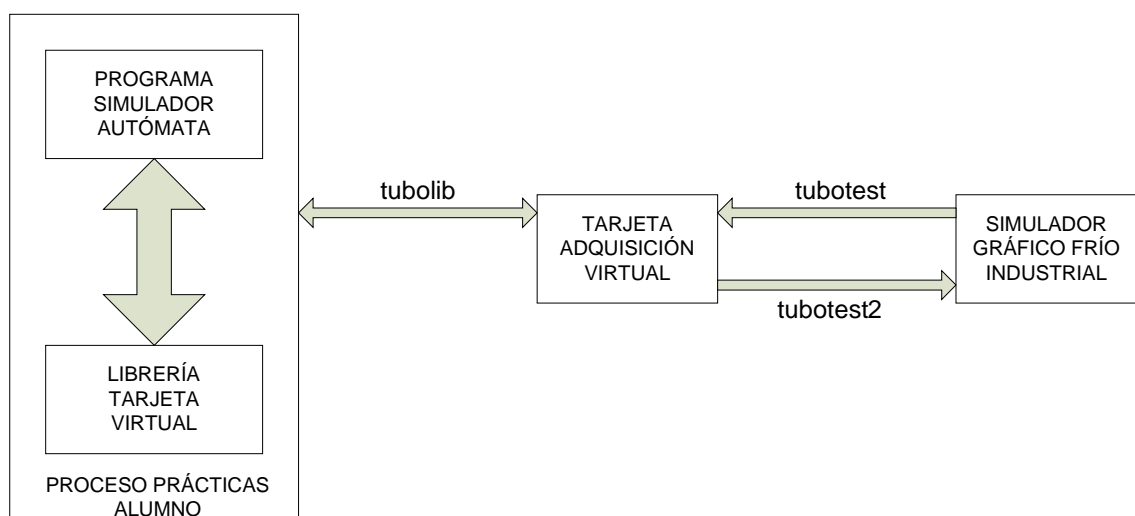 PROGRAMA
SIMULADOR
AUTÓMATA
LIBRERÍA
TARJETA
VIRTUAL
PROCESO PRÁCTICAS
ALUMNO
tubolib
TARJETA
ADQUISICIÓN
VIRTUAL
tubotest
tubotest2
SIMULADOR
GRÁFICO FRÍO
INDUSTRIAL